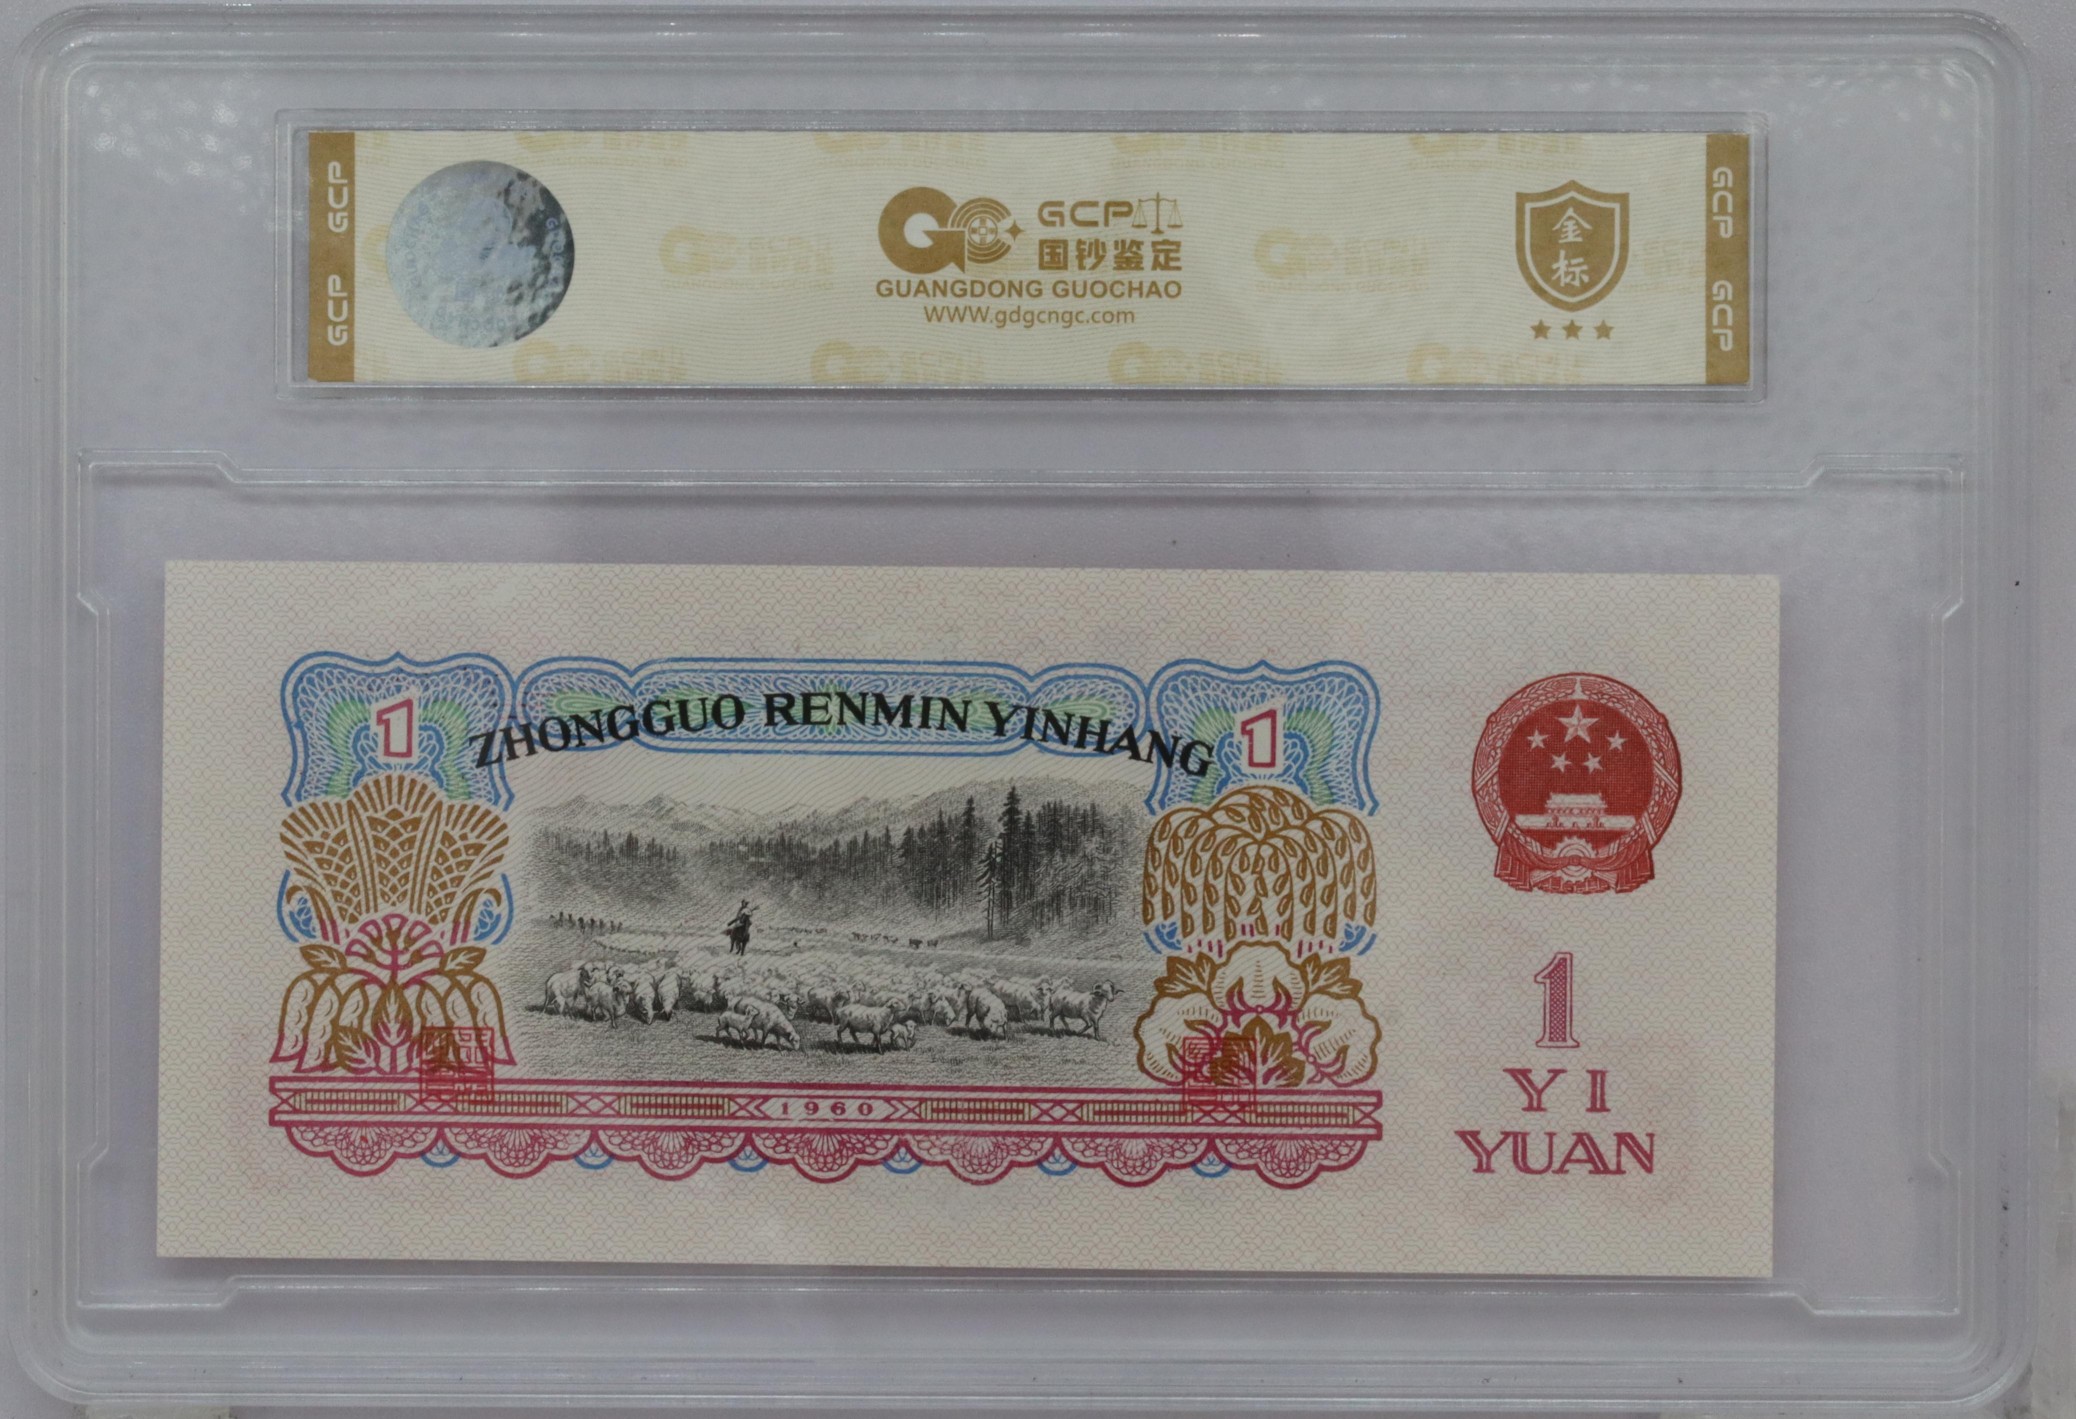 GCP
GCP
GCP
国钞鉴定
GUANGDONG GUOCHAO
WWW.gdgcngc.com
金标
GCP
GCP
1
ZHONGGUO RENMIN YINHANG
1
1960
1
YI
YUAN